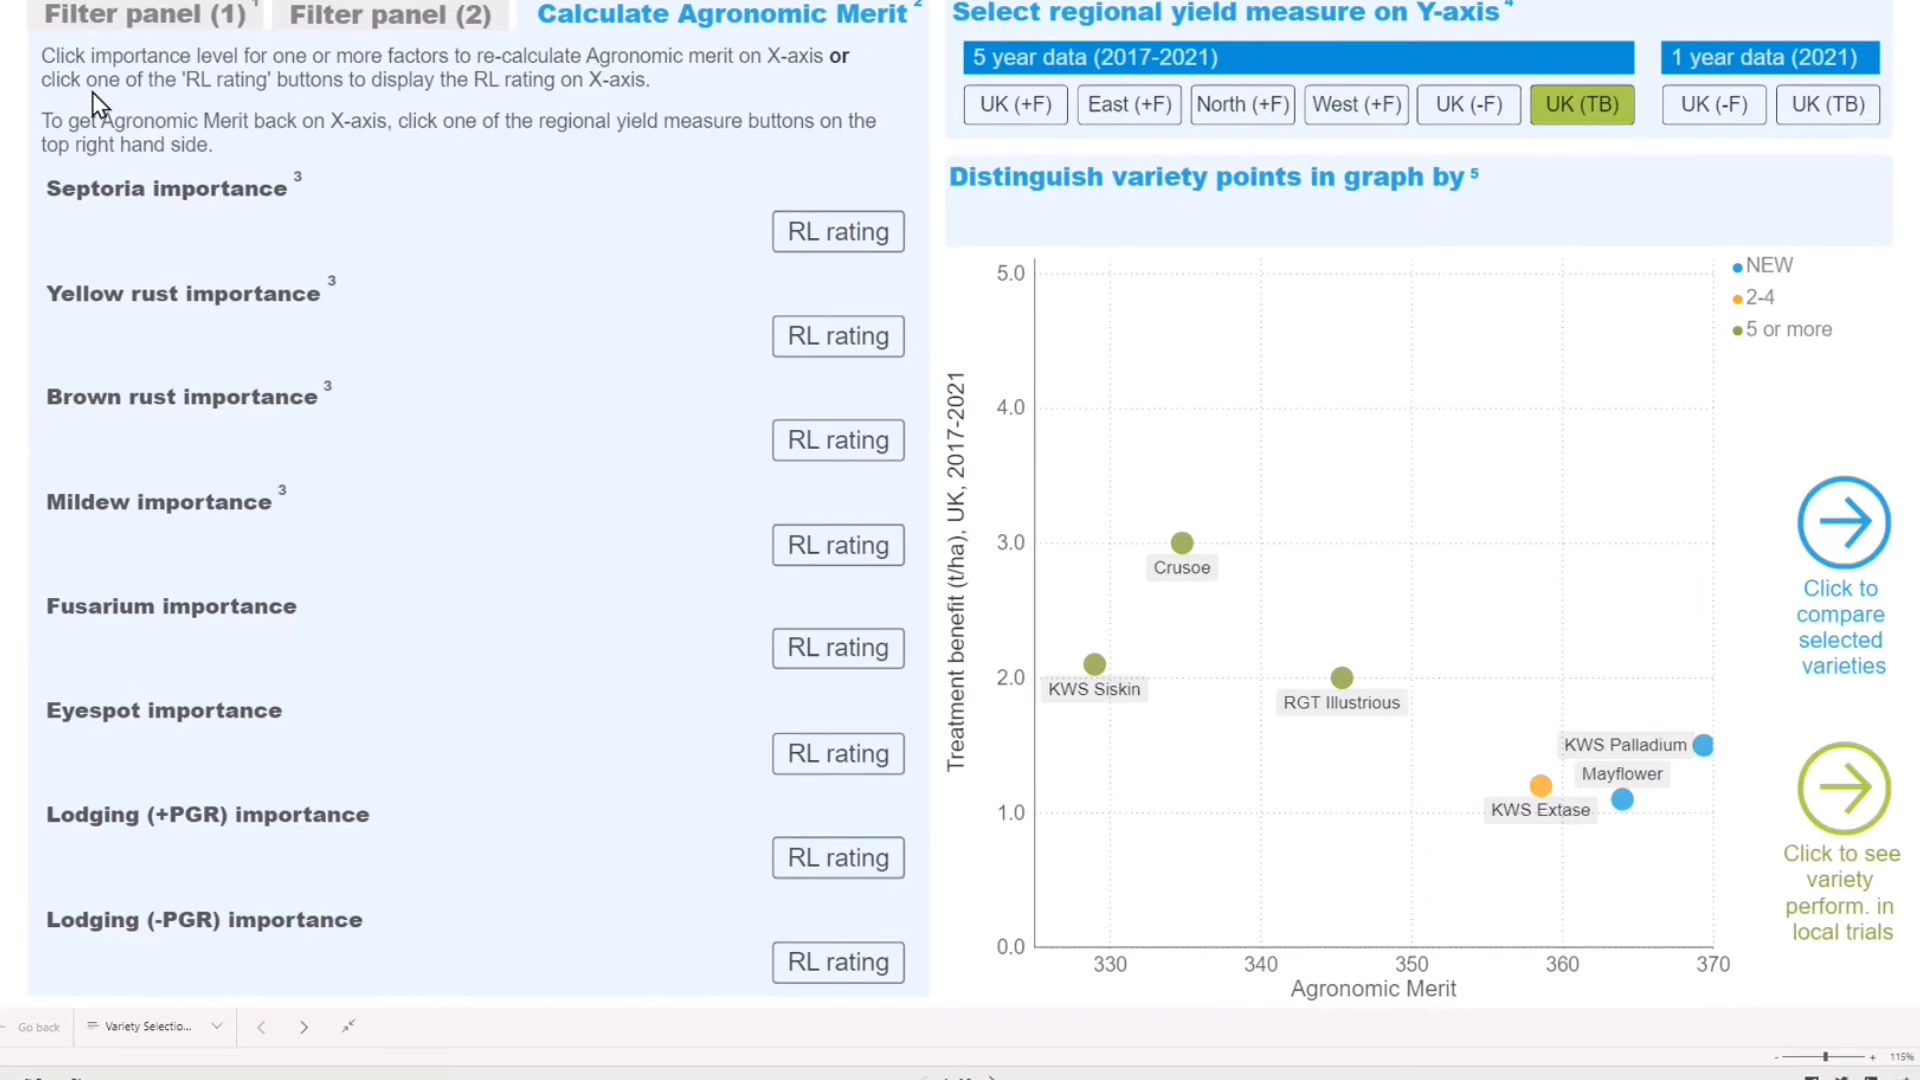 Filter panel (1) 1
Filter panel (2)
Calculate Agronomic Merit 2
Click importance level for one or more factors to re-calculate Agronomic merit on X-axis or
click one of the 'RL rating' buttons to display the RL rating on X-axis.
To get Agronomic Merit back on X-axis, click one of the regional yield measure buttons on the
top right hand side.
Septoria importance 3
RL rating
Yellow rust importance 3
RL rating
Brown rust importance 3
RL rating
Mildew importance 3
RL rating
Fusarium importance
RL rating
Eyespot importance
RL rating
Lodging (+PGR) importance
RL rating
Lodging (-PGR) importance
RL rating
Select regional yield measure on Y-axis 4
5 year data (2017-2021)
1 year data (2021)
UK (+F)
East (+F)
North (+F)
West (+F)
UK (-F)
UK (TB)
UK (-F)
UK (TB)
Distinguish variety points in graph by 5
NEW
2-4
5 or more
Treatment benefit (t/ha), UK, 2017-2021
5.0
4.0
3.0
2.0
1.0
0.0
Crusoe
KWS Siskin
RGT Illustrious
KWS Palladium
Mayflower
KWS Extase
330
340
350
360
370
Agronomic Merit
Click to
compare
selected
varieties
Click to see
variety
perform. in
local trials
Go back
Variety Selectio...
- + 115%